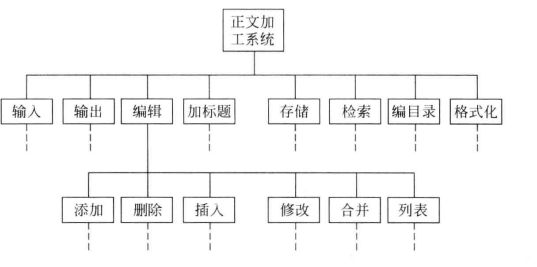 正文加
工系统
输入
输出
编辑
加标题
存储
检索
编目录
格式化
添加
删除
插入
修改
合并
列表